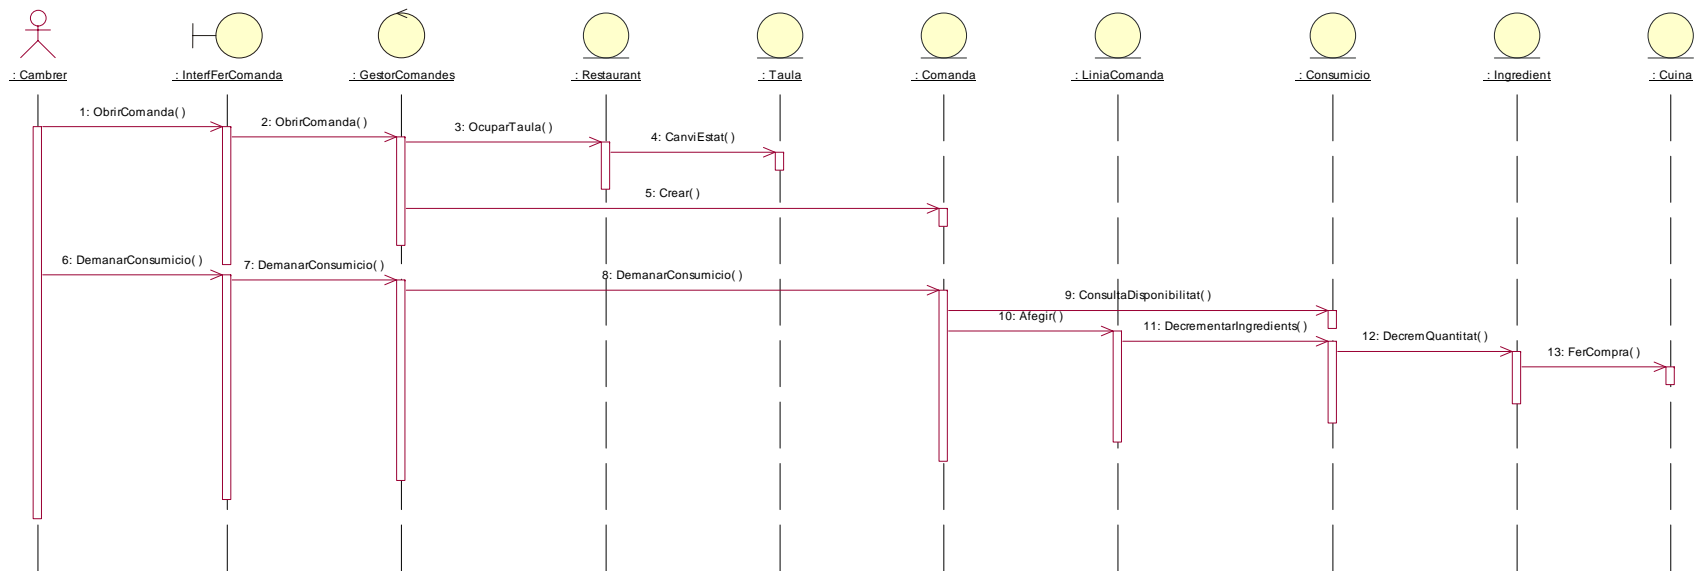 : Cambrer
: InterfFerComanda
: GestorComandes
: Restaurant
: Taula
: Comanda
: LiniaComanda
: Consumicio
: Ingredient
: Cuina
1: ObrirComanda( )
2: ObrirComanda( )
3: OcuparTaula( )
4: CanviEstat( )
5: Crear( )
6: DemanarConsumicio( )
7: DemanarConsumicio( )
8: DemanarConsumicio( )
9: ConsultaDisponibilitat( )
10: Afegir( )
11: DecrementarIngredients( )
12: DecremQuantitat( )
13: FerCompra( )